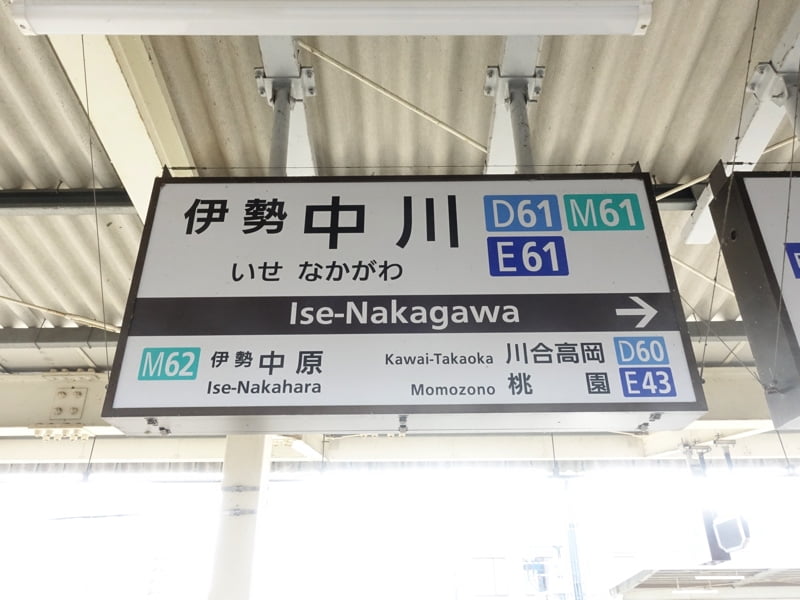 伊勢中川 D61 M61
E61
いせ なかがわ
Ise-Nakagawa →
M62 伊勢中原
Ise-Nakahara
Kawai-Takaoka 川合高岡 D60
Momozono 桃園 E43